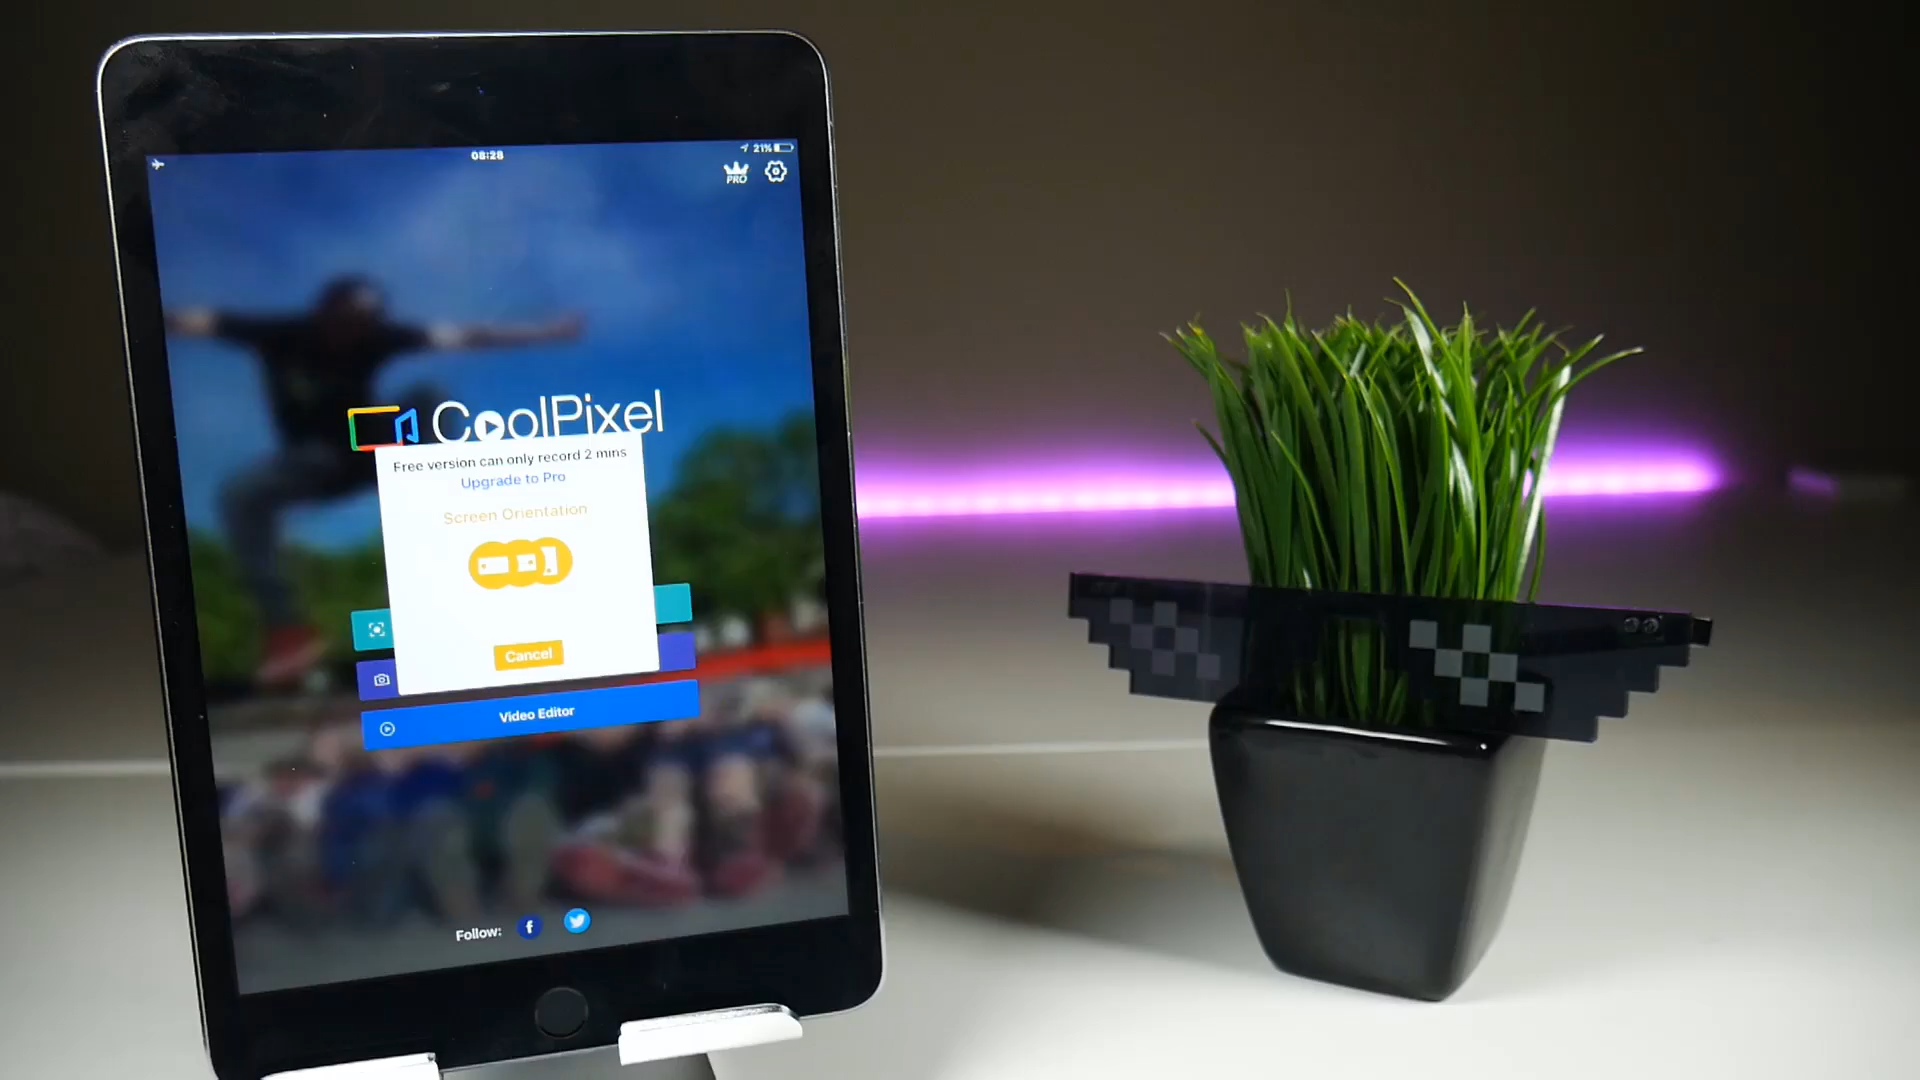 08:28
21%
PRO
CoolPixel
Free version can only record 2 mins
Upgrade to Pro
Screen Orientation
Cancel
Video Editor
Follow: